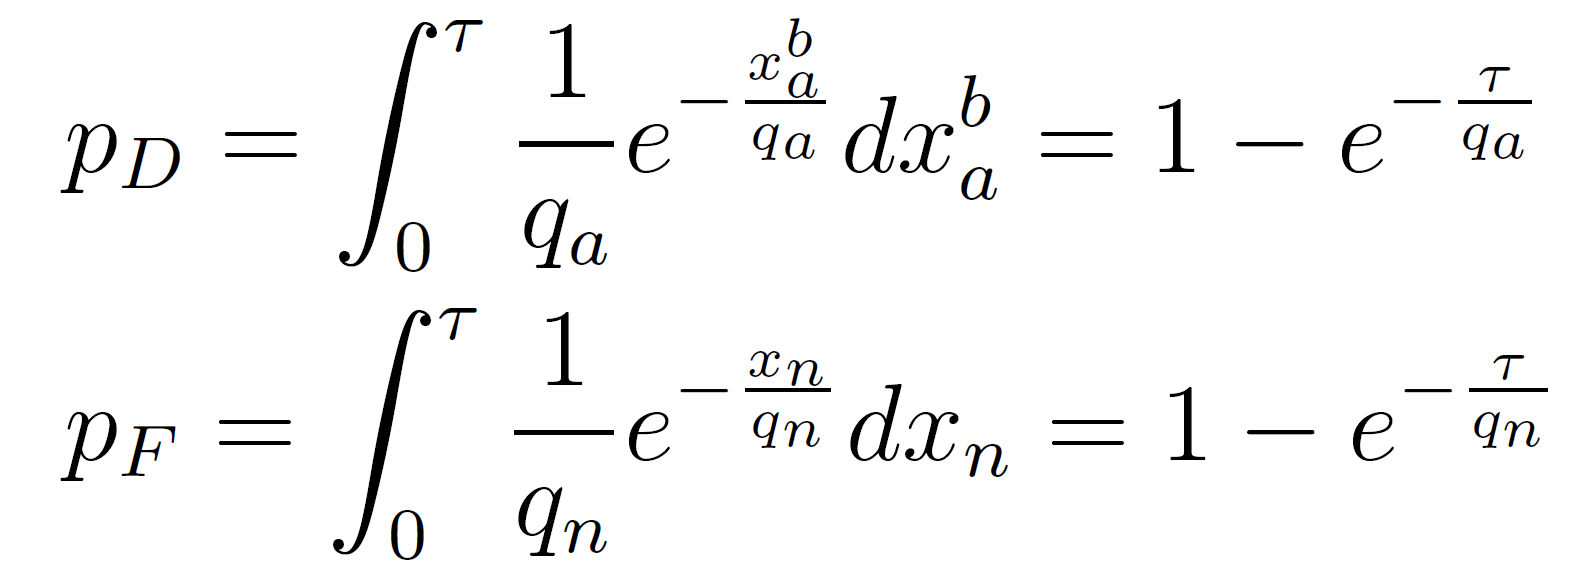 p_D = \int_0^\tau \frac{1}{q_a} e^{-\frac{x_a^b}{q_a}} dx_a^b = 1 - e^{-\frac{\tau}{q_a}}
p_F = \int_0^\tau \frac{1}{q_n} e^{-\frac{x_n}{q_n}} dx_n = 1 - e^{-\frac{\tau}{q_n}}